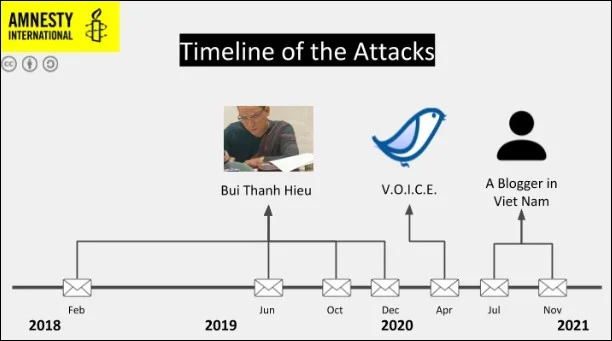 AMNESTY
INTERNATIONAL
cc
Timeline of the Attacks
Bui Thanh Hieu
V.O.I.C.E.
A Blogger in
Viet Nam
Feb
Jun
Oct
Dec
Apr
Jul
Nov
2018
2019
2020
2021